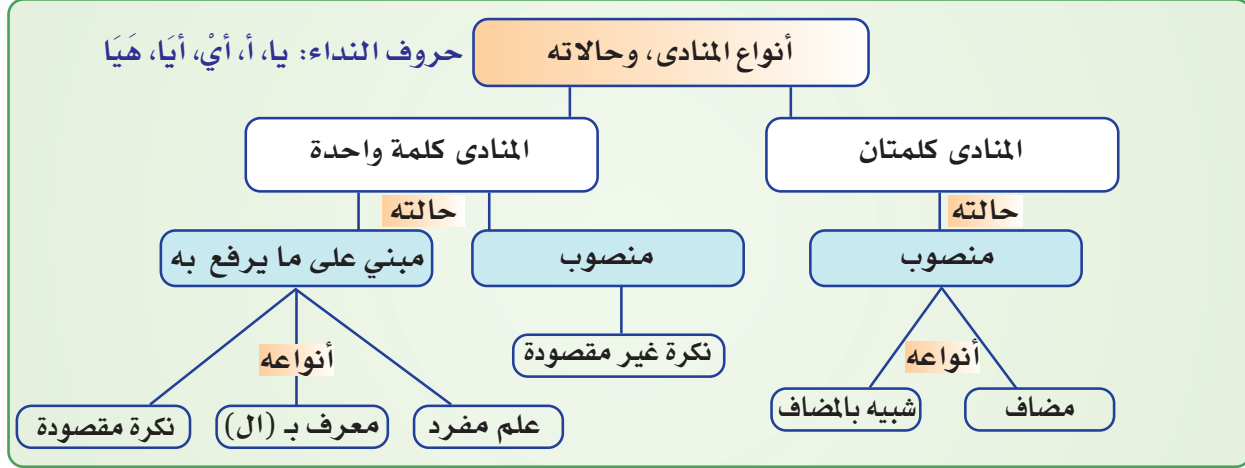 أنواع المنادى، وحالاته
حروف النداء: يا، أ، أيْ، أيَا، هَيَا
المنادى كلمتان
المنادى كلمة واحدة
حالته
حالته
منصوب
منصوب
مبني على ما يرفع به
نكرة غير مقصودة
أنواعه
أنواعه
مضاف
شبيه بالمضاف
علم مفرد
معرف بـ (ال)
نكرة مقصودة